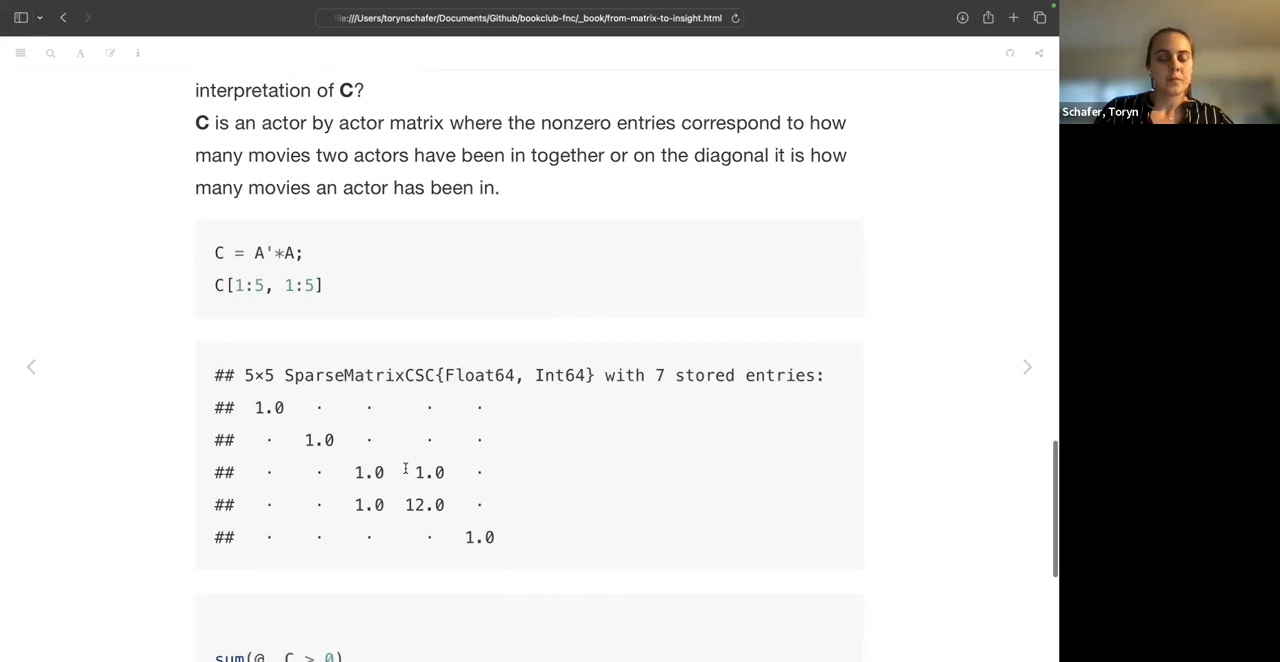 ile:///Users/torynschafer/Documents/Github/bookclub-fnc/_book/from-matrix-to-insight.html
Schafer, Toryn
interpretation of C?
C is an actor by actor matrix where the nonzero entries correspond to how
many movies two actors have been in together or on the diagonal it is how
many movies an actor has been in.
C = A'*A;
C[1:5, 1:5]
## 5×5 SparseMatrixCSC{Float64, Int64} with 7 stored entries:
## 1.0 · · · ·
## · 1.0 · · ·
## · · 1.0 1.0 ·
## · · 1.0 12.0 ·
## · · · · 1.0
sum(@. C > 0)